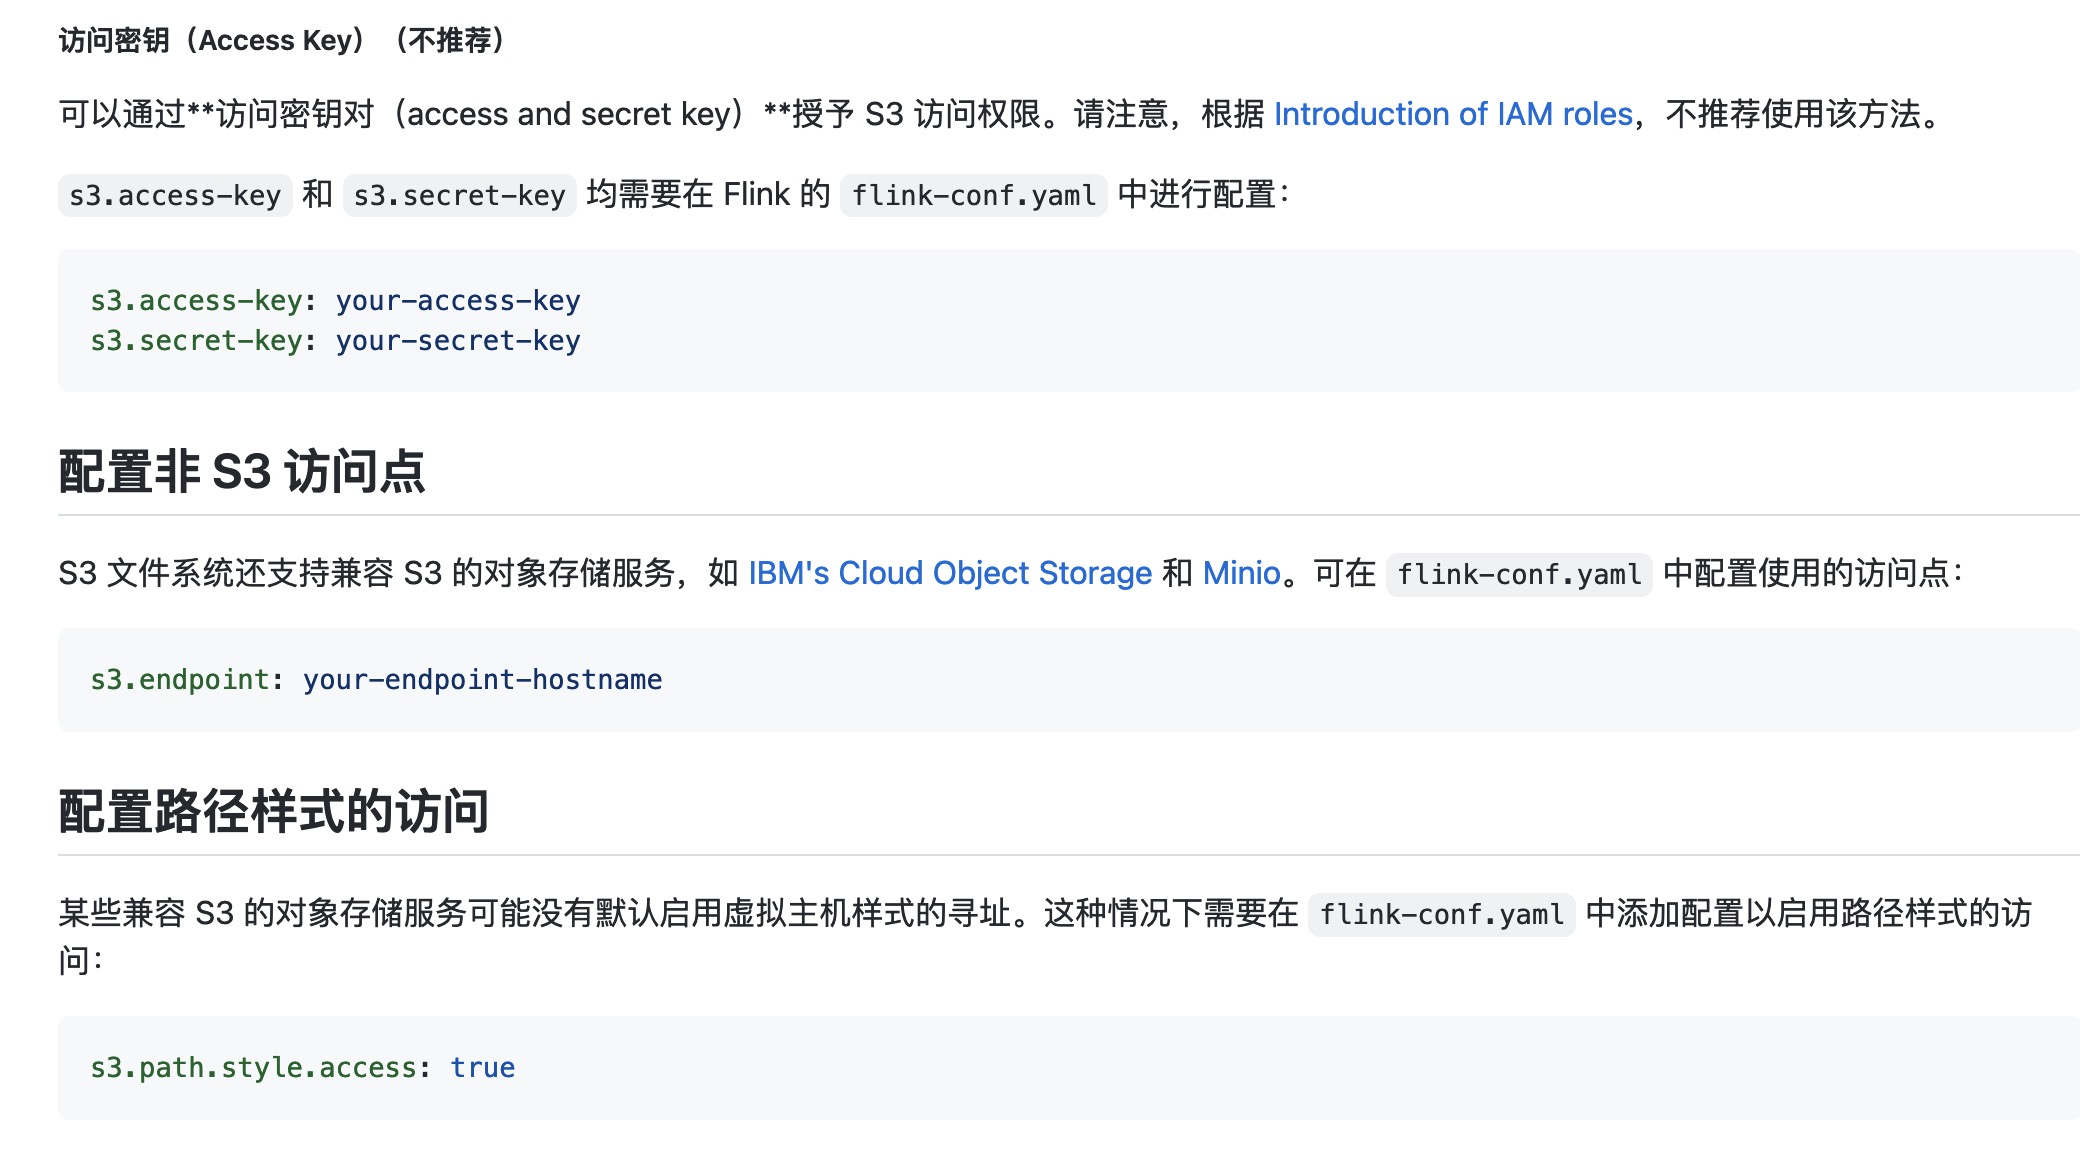 访问密钥（Access Key）（不推荐）
可以通过**访问密钥对（access and secret key）**授予 S3 访问权限。请注意，根据 Introduction of IAM roles，不推荐使用该方法。
s3.access-key 和 s3.secret-key 均需要在 Flink 的 flink-conf.yaml 中进行配置：
s3.access-key: your-access-key
s3.secret-key: your-secret-key
配置非 S3 访问点
S3 文件系统还支持兼容 S3 的对象存储服务，如 IBM's Cloud Object Storage 和 Minio。可在 flink-conf.yaml 中配置使用的访问点：
s3.endpoint: your-endpoint-hostname
配置路径样式的访问
某些兼容 S3 的对象存储服务可能没有默认启用虚拟主机样式的寻址。这种情况下需要在 flink-conf.yaml 中添加配置以启用路径样式的访
问：
s3.path.style.access: true